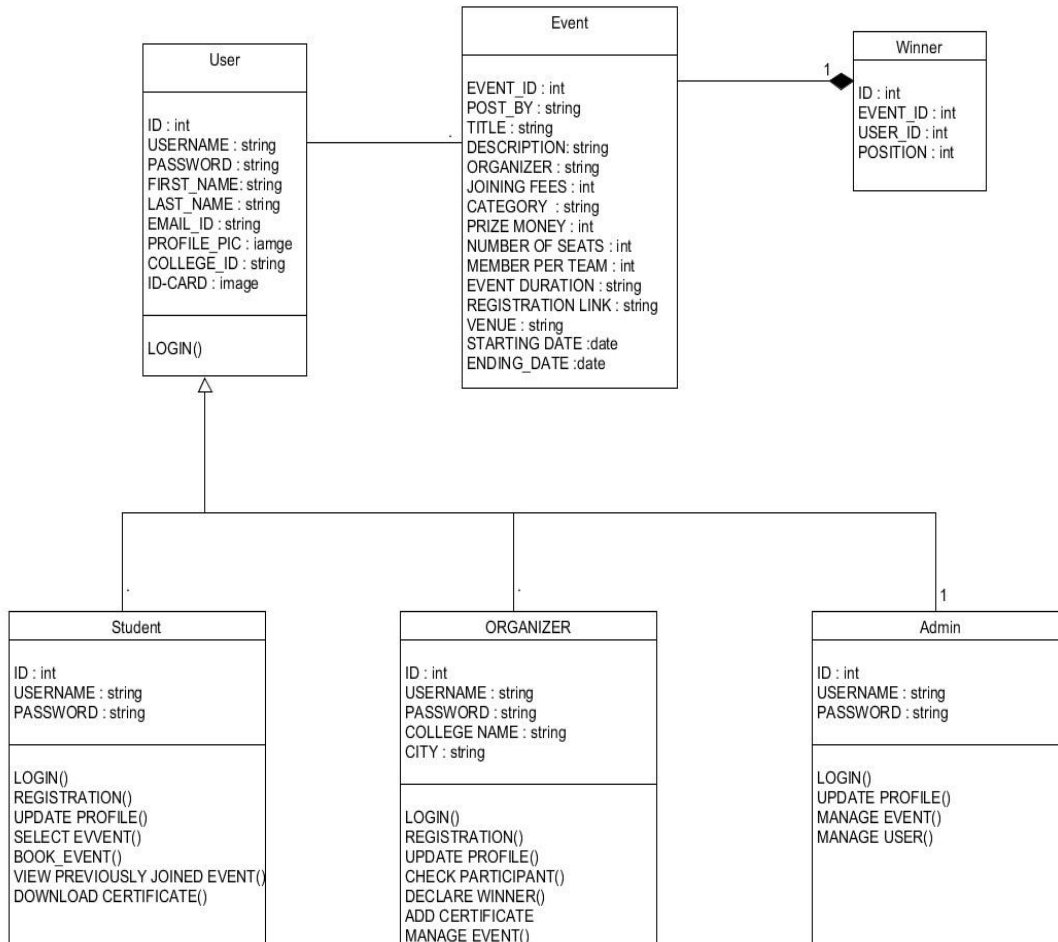 User
ID : int
USERNAME : string
PASSWORD : string
FIRST_NAME: string
LAST_NAME : string
EMAIL_ID : string
PROFILE_PIC : iamge
COLLEGE_ID : string
ID-CARD : image
LOGIN()
.
Event
EVENT_ID : int
POST_BY : string
TITLE : string
DESCRIPTION: string
ORGANIZER : string
JOINING FEES : int
CATEGORY : string
PRIZE MONEY : int
NUMBER OF SEATS : int
MEMBER PER TEAM : int
EVENT DURATION : string
REGISTRATION LINK : string
VENUE : string
STARTING DATE :date
ENDING_DATE :date
1
Winner
ID : int
EVENT_ID : int
USER_ID : int
POSITION : int
.
Student
ID : int
USERNAME : string
PASSWORD : string
LOGIN()
REGISTRATION()
UPDATE PROFILE()
SELECT EVVENT()
BOOK_EVENT()
VIEW PREVIOUSLY JOINED EVENT()
DOWNLOAD CERTIFICATE()
.
ORGANIZER
ID : int
USERNAME : string
PASSWORD : string
COLLEGE NAME : string
CITY : string
LOGIN()
REGISTRATION()
UPDATE PROFILE()
CHECK PARTICIPANT()
DECLARE WINNER()
ADD CERTIFICATE
MANAGE EVENT()
1
Admin
ID : int
USERNAME : string
PASSWORD : string
LOGIN()
UPDATE PROFILE()
MANAGE EVENT()
MANAGE USER()